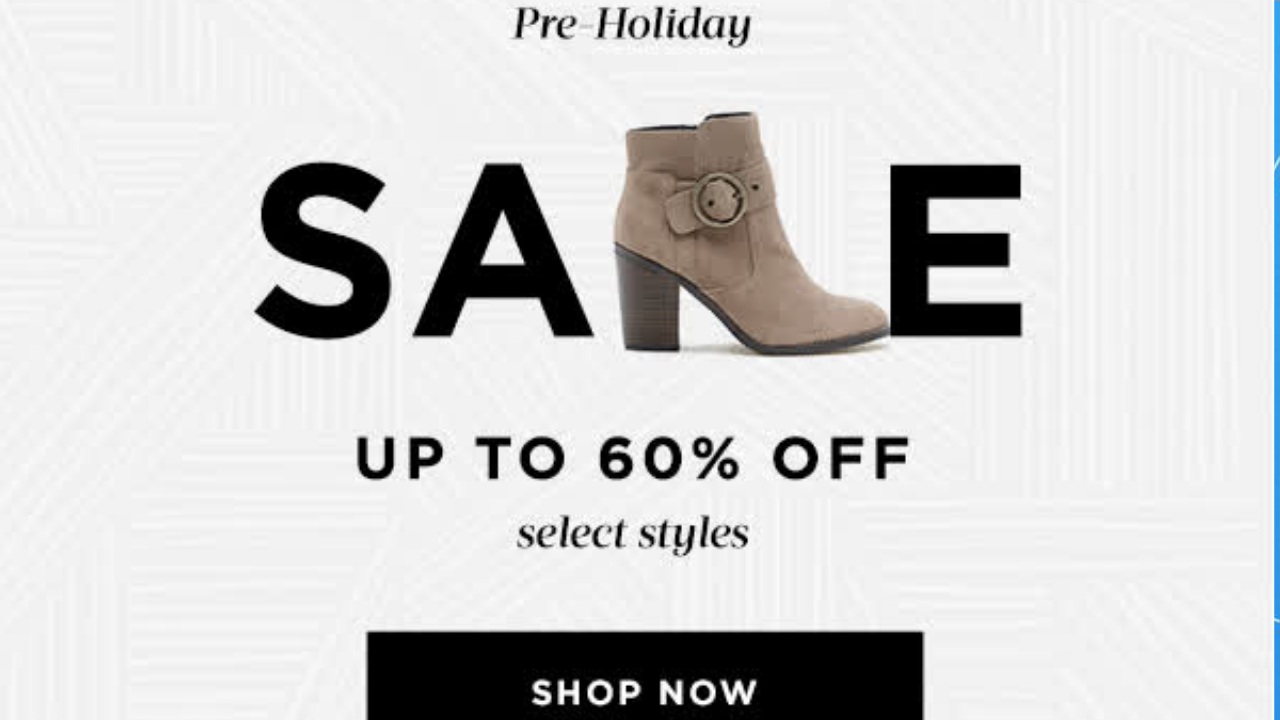 Pre-Holiday
SA E
UP TO 60% OFF
select styles
SHOP NOW